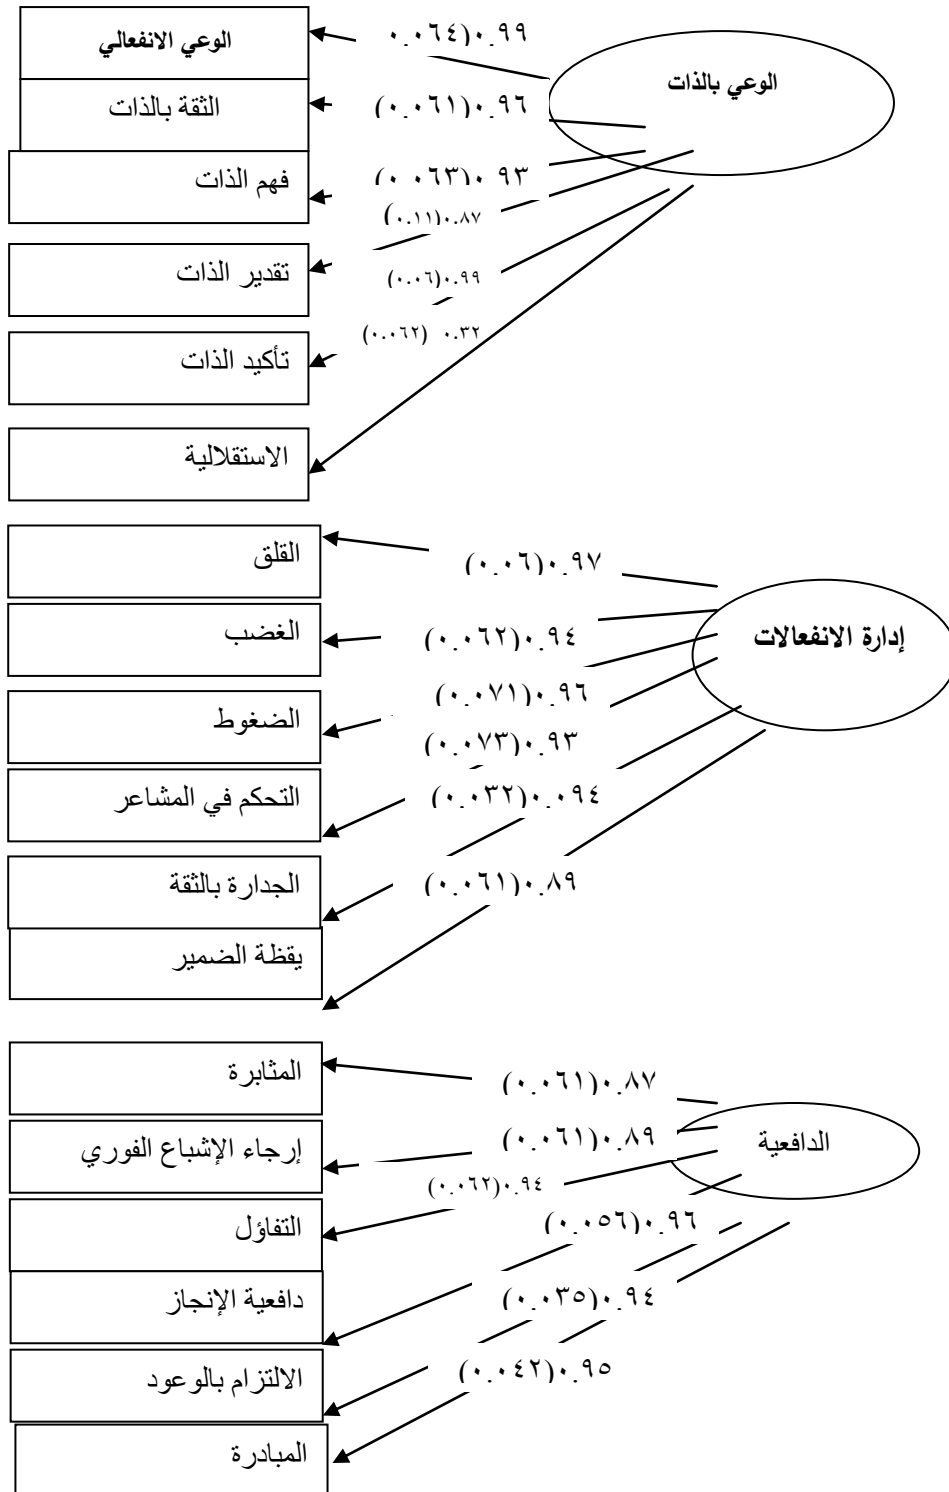 الوعي بالذات
الوعي الانفعالي
٠.٩٩(٠.٠٦٤
الثقة بالذات
٠.٩٦(٠.٠٦١)
فهم الذات
٠.٩٣(٠.٠٦٣)
تقدير الذات
٠.٨٧(٠.١١)
تأكيد الذات
٠.٩٩(٠.٠٦)
الاستقلالية
٠.٣٢ (٠.٠٦٢)
إدارة الانفعالات
القلق
٠.٩٧(٠.٠٦)
الغضب
٠.٩٤(٠.٠٦٢)
الضغوط
٠.٩٦(٠.٠٧١)
التحكم في المشاعر
٠.٩٣(٠.٠٧٣)
الجدارة بالثقة
٠.٠٩٤(٠.٠٣٢)
يقظة الضمير
٠.٨٩(٠.٠٦١)
الدافعية
المثابرة
٠.٨٧(٠.٠٦١)
إرجاء الإشباع الفوري
٠.٨٩(٠.٠٦١)
التفاؤل
٠.٩٤(٠.٠٦٢)
دافعية الإنجاز
٠.٩٦(٠.٠٥٦)
الالتزام بالوعود
٠.٩٤(٠.٠٣٥)
المبادرة
٠.٩٥(٠.٠٤٢)